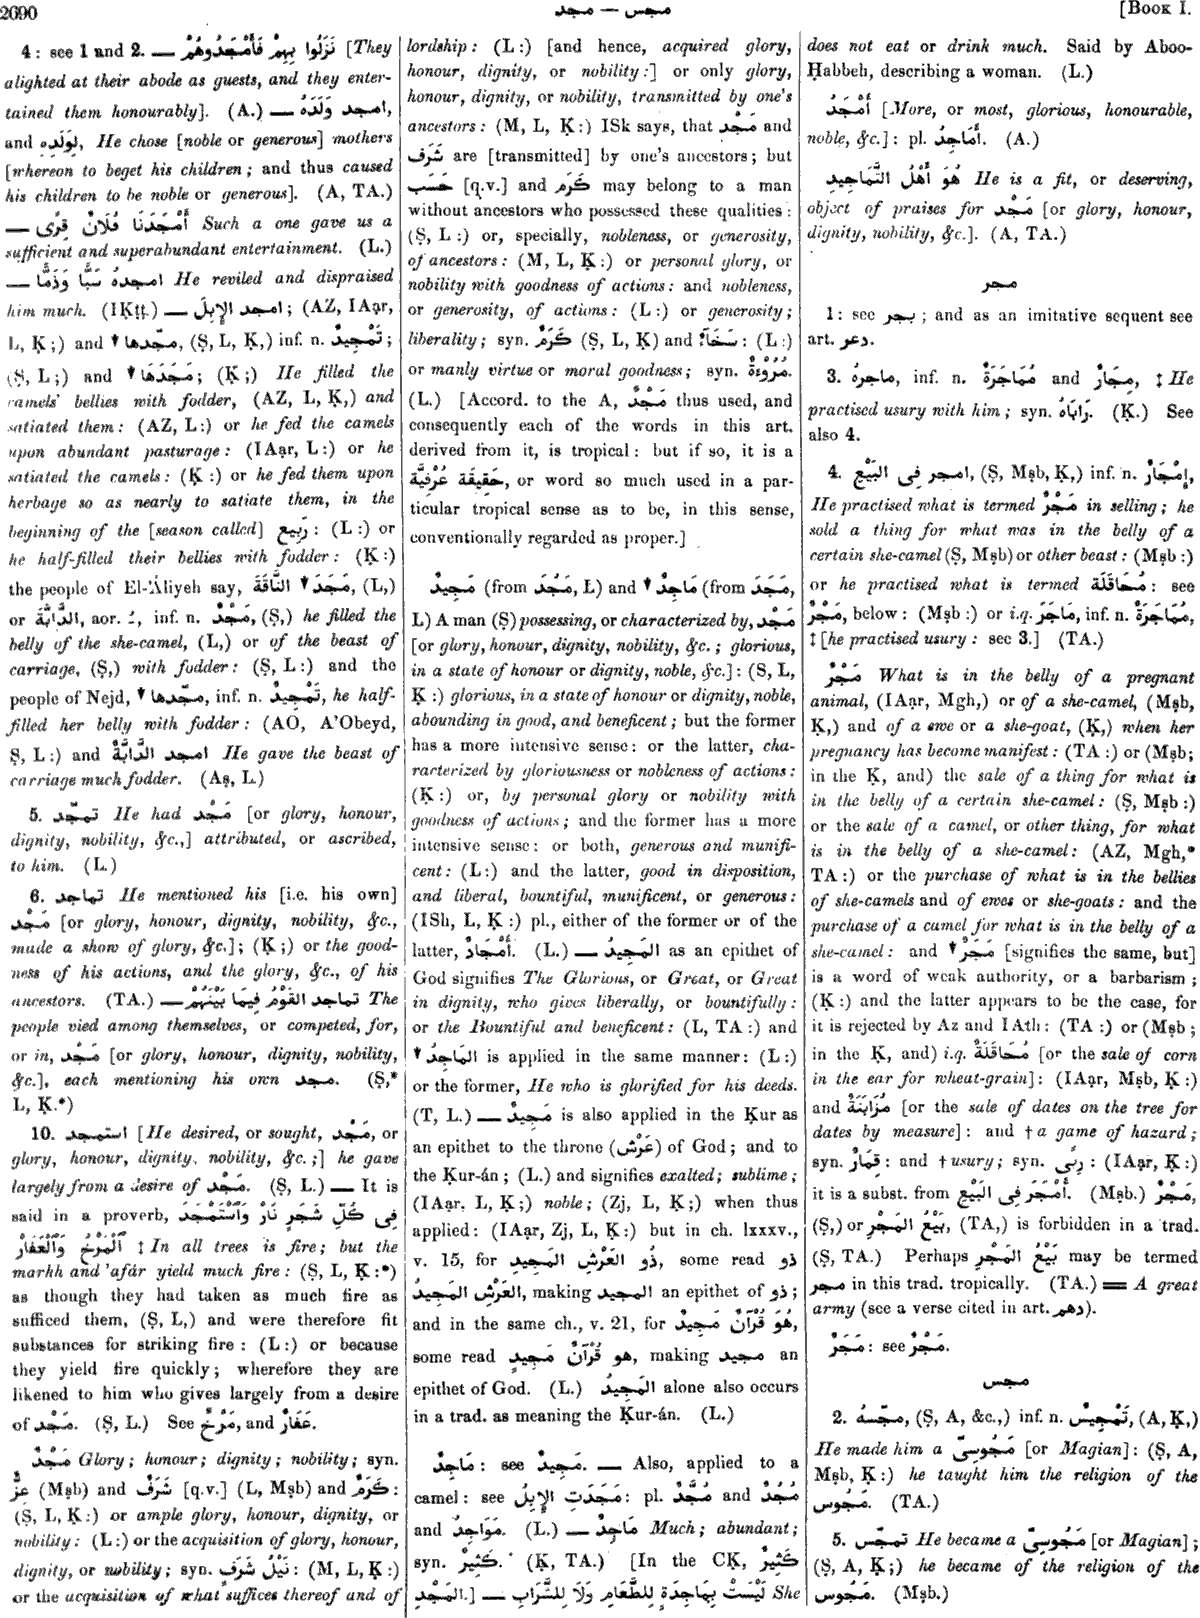 2690
مجس — مجد
[Book I.
4: see 1 and 2. — نَزَلُوا بِهِمْ فَأَمْجَدُوهُمْ [They
alighted at their abode as guests, and they enter-
tained them honourably]. (A.) — امجد وَلَدَهُ,
and لِوَلَدِهِ, He chose [noble or generous] mothers
[whereon to beget his children; and thus caused
his children to be noble or generous]. (A, TA.)
— أَمْجَدَنَا فُلَانٌ قِرًى Such a one gave us a
sufficient and superabundant entertainment. (L.)
— امجدهُ سَبًّا وَذَمًّا He reviled and dispraised
him much. (IḲṭṭ.) — امجد الإِبِلَ; (AZ, IAạr,
L, Ḳ;) and ↓ مجّدها, (Ṣ, L, Ḳ,) inf. n. تَمْجِيدٌ;
(Ṣ, L;) and ↓ مَجَدَهَا; (Ḳ;) He filled the
camels' bellies with fodder, (AZ, L, Ḳ,) and
satiated them: (AZ, L:) or he fed the camels
upon abundant pasturage: (IAạr, L:) or he
satiated the camels: (Ḳ:) or he fed them upon
herbage so as nearly to satiate them, in the
beginning of the [season called] رَبِيع: (L:) or
he half-filled their bellies with fodder: (Ḳ:)
the people of El-'Áliyeh say, مَجَدَ ↓ النَّاقَةَ, (L,)
or الدَّابَّةَ, aor. ـُ, inf. n. مَجْدٌ, (Ṣ,) he filled the
belly of the she-camel, (L,) or of the beast of
carriage, (Ṣ,) with fodder: (Ṣ, L:) and the
people of Nejd, ↓ مجّدها, inf. n. تَمْجِيدٌ, he half-
filled her belly with fodder: (AO, A'Obeyd,
Ṣ, L:) and امجد الدَّابَّةَ He gave the beast of
carriage much fodder. (Aṣ, L.)
5. تمجّد He had مَجْد [or glory, honour,
dignity, nobility, &c.,] attributed, or ascribed,
to him. (L.)
6. تماجد He mentioned his [i.e. his own]
مَجْد [or glory, honour, dignity, nobility, &c.,
made a show of glory, &c.]; (Ḳ;) or the good-
ness of his actions, and the glory, &c., of his
ancestors. (TA.) — تماجد القَوْمُ فِيمَا بَيْنَهُمْ The
people vied among themselves, or competed, for,
or in, مَجْد [or glory, honour, dignity, nobility,
&c.], each mentioning his own مجد. (Ṣ,*
L, Ḳ.*)
10. استمجد [He desired, or sought, مَجْد, or
glory, honour, dignity, nobility, &c.;] he gave
largely from a desire of مَجْد. (Ṣ, L.) — It is
said in a proverb, فِى كُلِّ شَجَرٍ نَارْ وَٱسْتَمْجَدَ
ٱلْمَرْخُ وَٱلْعَفَارْ ‡ In all trees is fire; but the
markh and 'afár yield much fire: (Ṣ, L, Ḳ:*)
as though they had taken as much fire as
sufficed them, (Ṣ, L,) and were therefore fit
substances for striking fire: (L:) or because
they yield fire quickly; wherefore they are
likened to him who gives largely from a desire
of مَجْد. (Ṣ, L.) See مَرْخٌ, and عَفَارٌ.
مَجْدٌ Glory; honour; dignity; nobility; syn.
عِزٌّ (Mṣb) and شَرَفٌ [q.v.] (L, Mṣb) and كَرَمٌ:
(Ṣ, L, Ḳ:) or ample glory, honour, dignity, or
nobility: (L:) or the acquisition of glory, honour,
dignity, or nobility; syn. نَيْلُ شَرَفٍ: (M, L, Ḳ:)
or the acquisition of what suffices thereof and of
lordship: (L:) [and hence, acquired glory,
honour, dignity, or nobility:] or only glory,
honour, dignity, or nobility, transmitted by one's
ancestors: (M, L, Ḳ:) ISk says, that مَجْد and
شَرَف are [transmitted] by one's ancestors; but
حَسَب [q.v.] and كَرَم may belong to a man
without ancestors who possessed these qualities:
(Ṣ, L:) or, specially, nobleness, or generosity,
of ancestors: (M, L, Ḳ:) or personal glory, or
nobility with goodness of actions: and nobleness,
or generosity, of actions: (L:) or generosity;
liberality; syn. كَرَمٌ (Ṣ, L, Ḳ) and سَخَآءٌ: (L:)
or manly virtue or moral goodness; syn. مُرُوْءَةٌ.
(L.) [Accord. to the A, مَجْدٌ thus used, and
consequently each of the words in this art.
derived from it, is tropical: but if so, it is a
حَقِيقَة عُرْفِيَّة, or word so much used in a par-
ticular tropical sense as to be, in this sense,
conventionally regarded as proper.]
مَجِيدٌ (from مَجُدَ, L) and ↓ مَاجِدٌ (from مَجَدَ,
L) A man (Ṣ) possessing, or characterized by, مَجْد
[or glory, honour, dignity, nobility, &c.; glorious,
in a state of honour or dignity, noble, &c.]: (S, L,
Ḳ:) glorious, in a state of honour or dignity, noble,
abounding in good, and beneficent; but the former
has a more intensive sense: or the latter, cha-
racterized by gloriousness or nobleness of actions:
(Ḳ:) or, by personal glory or nobility with
goodness of actions; and the former has a more
intensive sense: or both, generous and munifi-
cent: (L:) and the latter, good in disposition,
and liberal, bountiful, munificent, or generous:
(ISh, L, Ḳ:) pl., either of the former or of the
latter, أَمْجَادٌ. (L.) — المَجِيدُ as an epithet of
God signifies The Glorious, or Great, or Great
in dignity, who gives liberally, or bountifully:
or the Bountiful and beneficent: (L, TA:) and
↓ المَاجِدُ is applied in the same manner: (L:)
or the former, He who is glorified for his deeds.
(T, L.) — مَجِيدٌ is also applied in the Ḳur as
an epithet to the throne (عَرْش) of God; and to
the Ḳur-án; (L.) and signifies exalted; sublime;
(IAạr, L, Ḳ;) noble; (Zj, L, Ḳ;) when thus
applied: (IAạr, Zj, L, Ḳ:) but in ch. lxxxv.,
v. 15, for ذُو العَرْشِ المَجِيدِ, some read ذو
العَرْشِ المَجِيدُ, making المجيد an epithet of ذو;
and in the same ch., v. 21, for هُوَ قُرْآنٌ مَجِيدٌ,
some read هو قُرْآنُ مَجِيدٍ, making مجيد an
epithet of God. (L.) المَجِيدُ alone also occurs
in a trad. as meaning the Ḳur-án. (L.)
مَاجِدٌ: see مَجِيدٌ. — Also, applied to a
camel: see مَجَدَتِ الإِبِلُ: pl. مُجَّدٌ and مُجُدٌ
and مَوَاجِدُ. (L.) — مَاجِدٌ Much; abundant;
syn. كَثِيرٌ. (Ḳ, TA.) [In the CḲ, كَثِيرُ
المَجْدِ.] — لَيْسَتْ بِمَاجِدَةٍ لِلطَّعَامِ وَلَا لِلشَّرَابِ She
does not eat or drink much. Said by Aboo-
Ḥabbeh, describing a woman. (L.)
أَمْجَدُ [More, or most, glorious, honourable,
noble, &c.]: pl. أَمَاجِدُ. (A.)
هُوَ أَهْلُ التَّمَاجِيدِ He is a fit, or deserving,
object of praises for مَجْد [or glory, honour,
dignity, nobility, &c.]. (A, TA.)
مجر
1: see بجر; and as an imitative sequent see
art. دعر.
3. ماجرهُ, inf. n. مُمَاجَرَةٌ and مِجَارٌ, ‡ He
practised usury with him; syn. رَابَاهُ. (Ḳ.) See
also 4.
4. امجر فِى البَيْعِ, (Ṣ, Mṣb, Ḳ,) inf. n. إِمْجَارٌ,
He practised what is termed مَجْرٌ in selling; he
sold a thing for what was in the belly of a
certain she-camel (Ṣ, Mṣb) or other beast: (Mṣb:)
or he practised what is termed مُحَاقَلَة: see
مَجْرٌ, below: (Mṣb:) or i.q. مَاجَرَ, inf. n. مُمَاجَرَةٌ,
‡ [he practised usury: see 3.] (TA.)
مَجْرٌ What is in the belly of a pregnant
animal, (IAạr, Mgh,) or of a she-camel, (Mṣb,
Ḳ,) and of a ewe or a she-goat, (Ḳ,) when her
pregnancy has become manifest: (TA:) or (Mṣb;
in the Ḳ, and) the sale of a thing for what is
in the belly of a certain she-camel: (Ṣ, Mṣb:)
or the sale of a camel, or other thing, for what
is in the belly of a she-camel: (AZ, Mgh,*
TA:) or the purchase of what is in the bellies
of she-camels and of ewes or she-goats: and the
purchase of a camel for what is in the belly of a
she-camel: and ↓ مَجَرٌ [signifies the same, but]
is a word of weak authority, or a barbarism;
(Ḳ:) and the latter appears to be the case, for
it is rejected by Az and IAth: (TA:) or (Mṣb;
in the Ḳ, and) i.q. مُحَاقَلَةٌ [or the sale of corn
in the ear for wheat-grain]: (IAạr, Mṣb, Ḳ:)
and مُزَابَنَةٌ [or the sale of dates on the tree for
dates by measure]: and † a game of hazard;
syn. قِمَارٌ: and † usury; syn. رِبًى: (IAạr, Ḳ:)
it is a subst. from أَمْجَرَ فِى البَيْعِ. (Mṣb.) مَجْرٌ,
(Ṣ,) or بَيْعُ المَجْرِ, (TA,) is forbidden in a trad.
(Ṣ, TA.) Perhaps بَيْعُ المَجْرِ may be termed
مجر in this trad. tropically. (TA.) == A great
army (see a verse cited in art. دهم).
مَجَرٌ: see مَجْرٌ.
مجس
2. مجّسهُ, (Ṣ, A, &c.,) inf. n. تَمْجِيسٌ, (A, Ḳ,)
He made him a مَجُوسِىّ [or Magian]: (Ṣ, A,
Mṣb, Ḳ:) he taught him the religion of the
مَجُوس. (TA.)
5. تمجّس He became a مَجُوسِىّ [or Magian];
(Ṣ, A, Ḳ;) he became of the religion of the
مَجُوس. (Mṣb.)